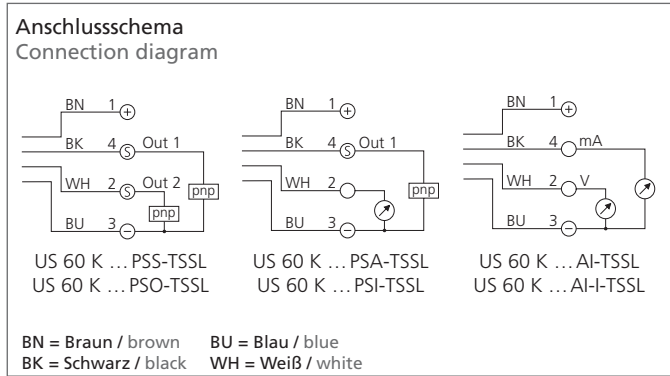 Anschlussschema
Connection diagram
BN 1 +
BK 4 S Out 1
WH 2 S Out 2
pnp
pnp
BU 3 −
US 60 K ... PSS-TSSL
US 60 K ... PSO-TSSL
BN 1 +
BK 4 S Out 1
WH 2
pnp
BU 3 −
US 60 K ... PSA-TSSL
US 60 K ... PSI-TSSL
BN 1 +
BK 4 mA
WH 2 V
BU 3 −
US 60 K ... AI-TSSL
US 60 K ... AI-I-TSSL
BN = Braun / brown BU = Blau / blue
BK = Schwarz / black WH = Weiß / white